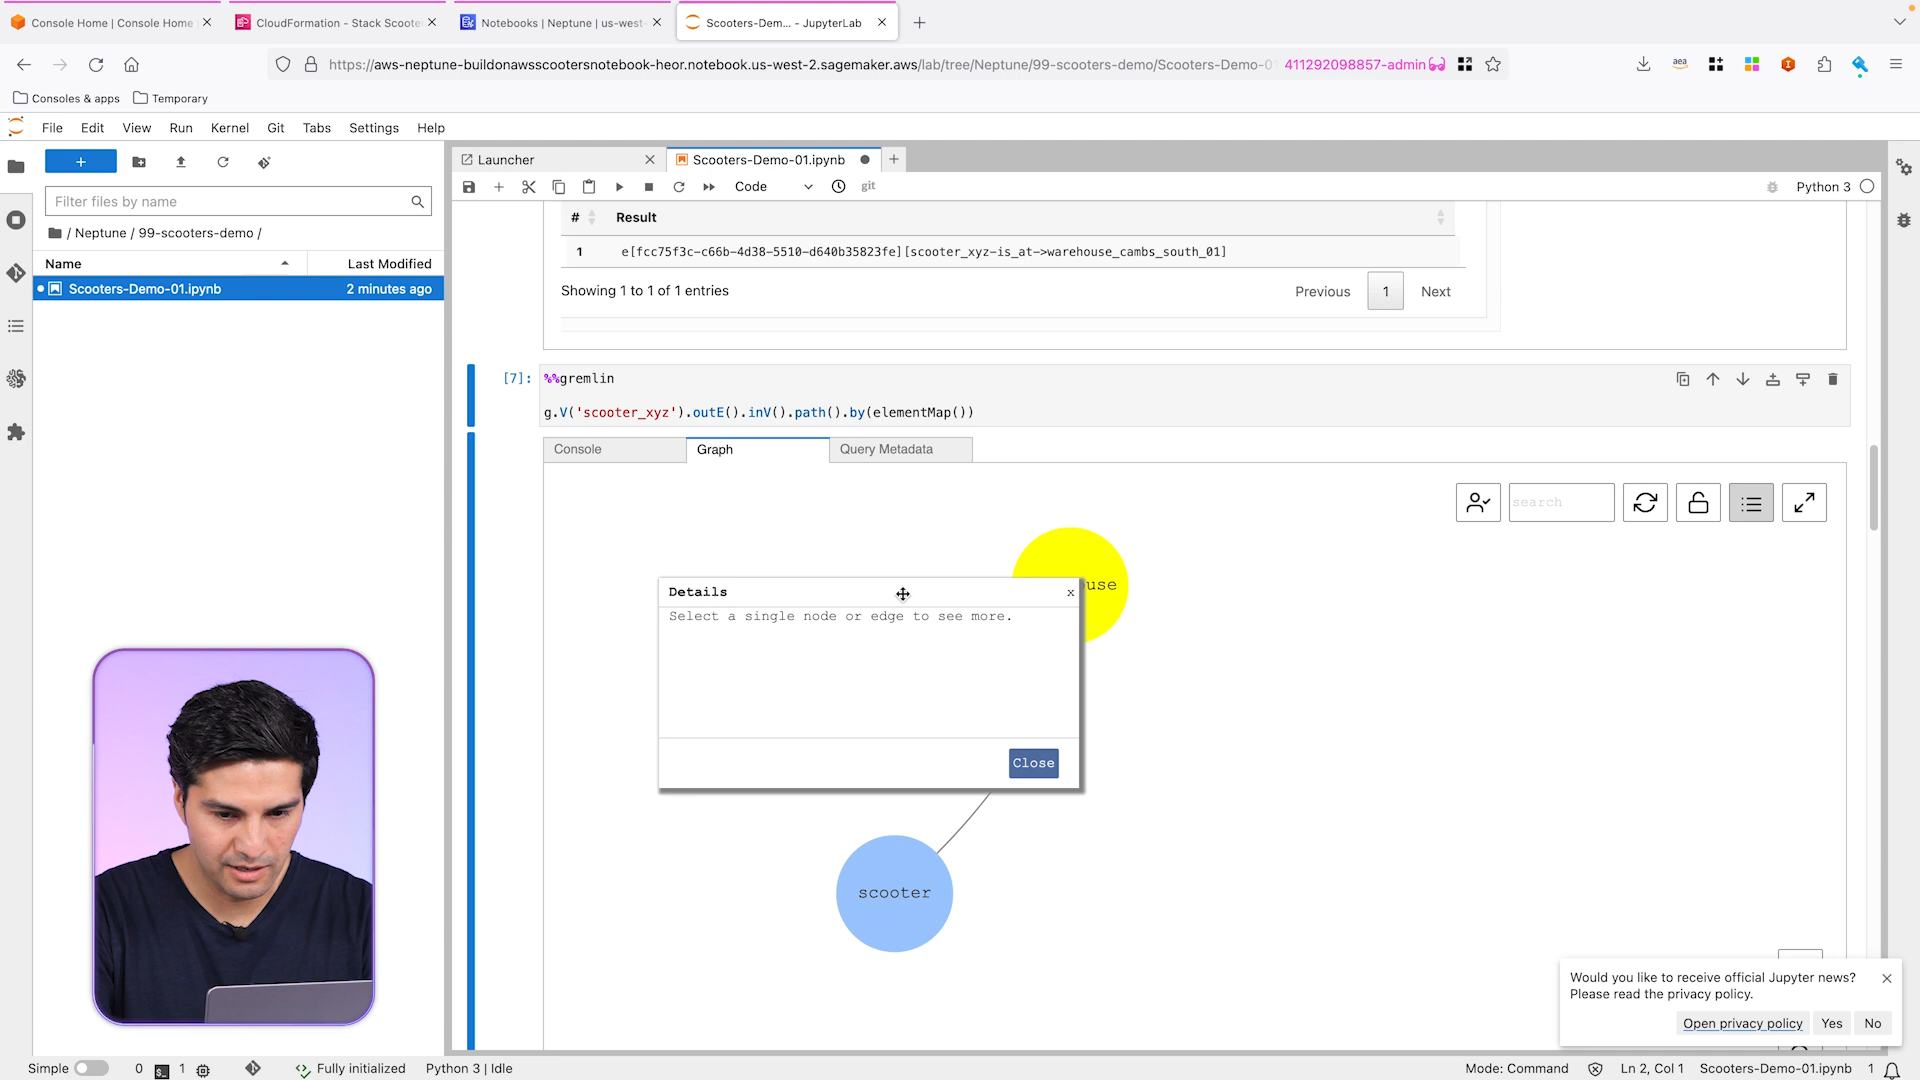 Console Home | Console Home
CloudFormation - Stack Scooter
Notebooks | Neptune | us-west-
Scooters-Dem... - JupyterLab
https://aws-neptune-buildonawsscootersnotebook-heor.notebook.us-west-2.sagemaker.aws/lab/tree/Neptune/99-scooters-demo/Scooters-Demo-01
411292098857-admin
aea
Consoles & apps
Temporary
File Edit View Run Kernel Git Tabs Settings Help
Launcher
Scooters-Demo-01.ipynb
Code
git
Python 3
Filter files by name
/ Neptune / 99-scooters-demo /
Name
Last Modified
Scooters-Demo-01.ipynb
2 minutes ago
# Result
1 e[fcc75f3c-c66b-4d38-5510-d640b35823fe][scooter_xyz-is_at->warehouse_cambs_south_01]
Showing 1 to 1 of 1 entries
Previous 1 Next
[7]: %%gremlin
g.V('scooter_xyz').outE().inV().path().by(elementMap())
Console Graph Query Metadata
search
use
Details
x
Select a single node or edge to see more.
Close
scooter
Would you like to receive official Jupyter news?
Please read the privacy policy.
Open privacy policy Yes No
Simple
0
1
Fully initialized
Python 3 | Idle
Mode: Command
Ln 2, Col 1
Scooters-Demo-01.ipynb
1